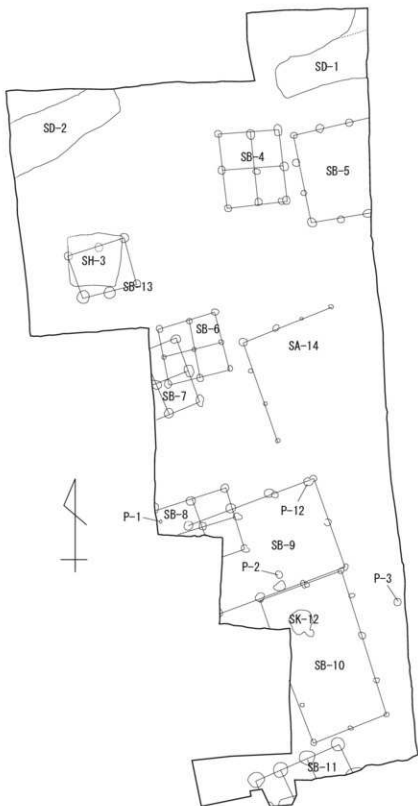 SD-1
SD-2
SB-4
SB-5
SH-3
SB-13
SB-6
SA-14
SB-7
P-12
SB-8
P-1
SB-9
P-2
P-3
SK-12
SB-10
SB-11